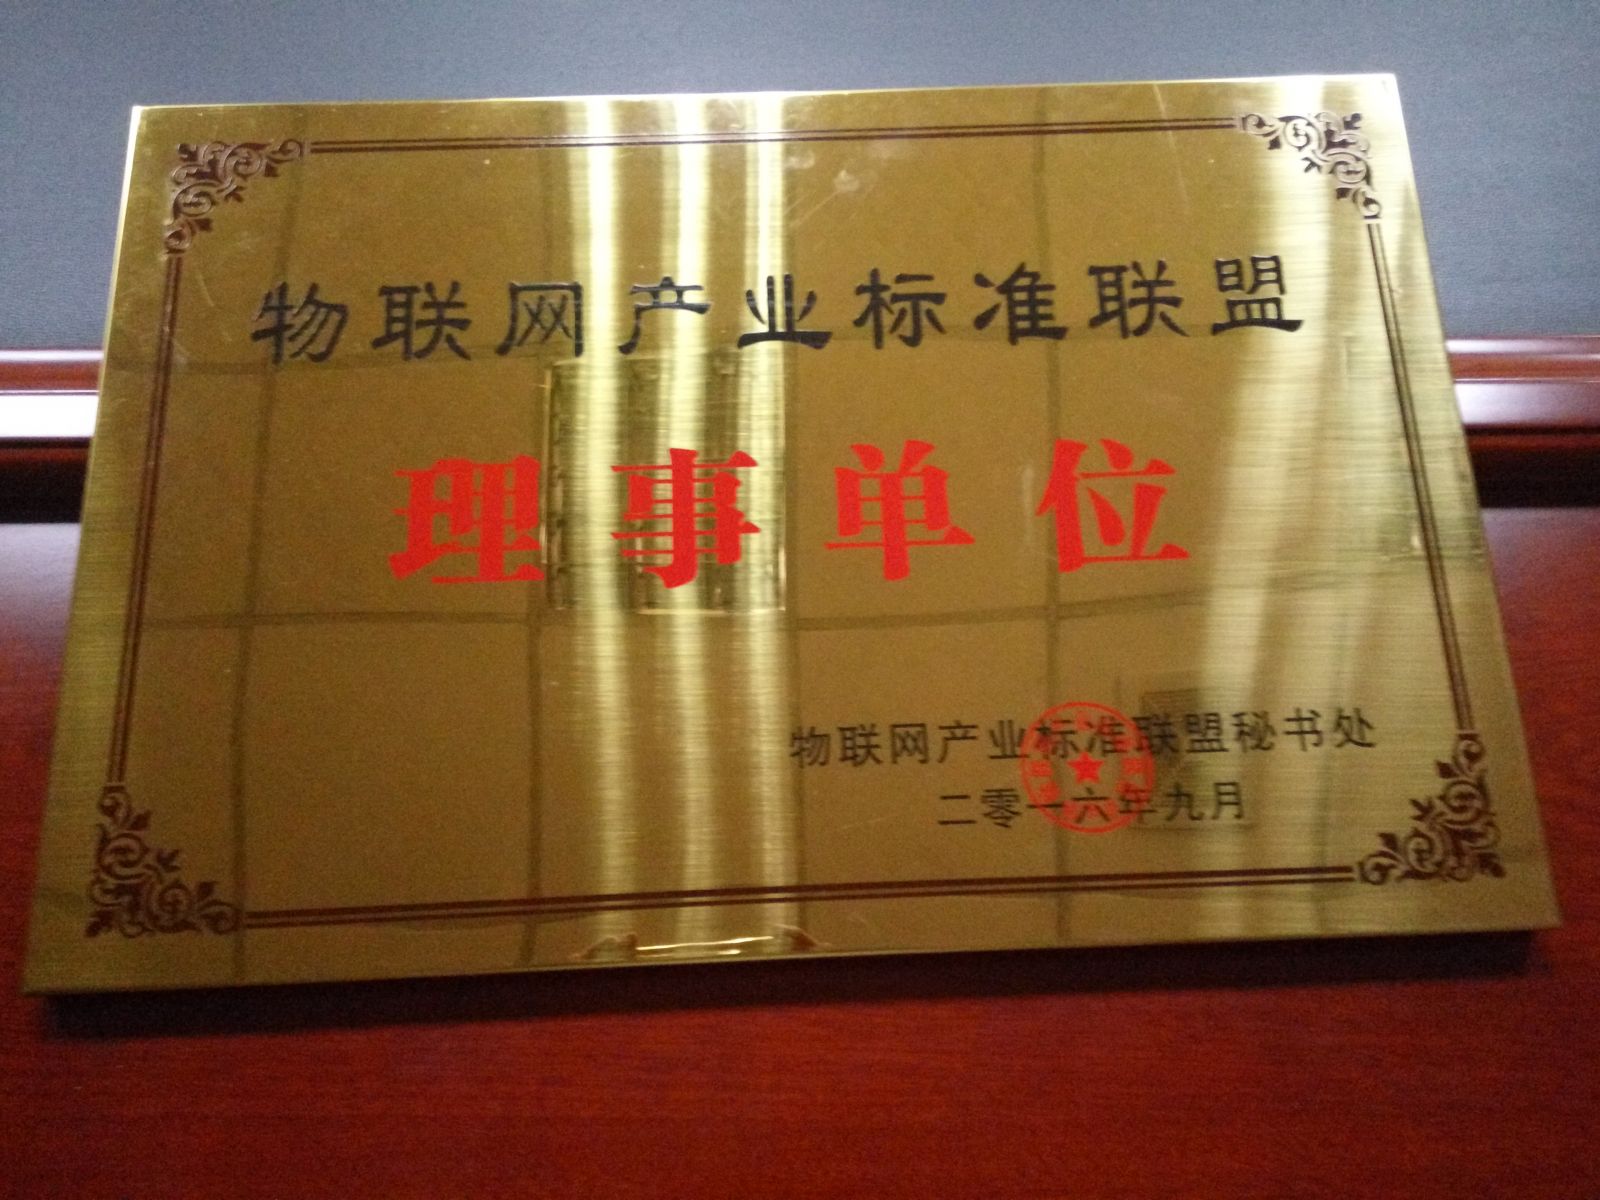 物联网产业标准联盟
理事单位
物联网产业标准联盟秘书处
二零一六年九月